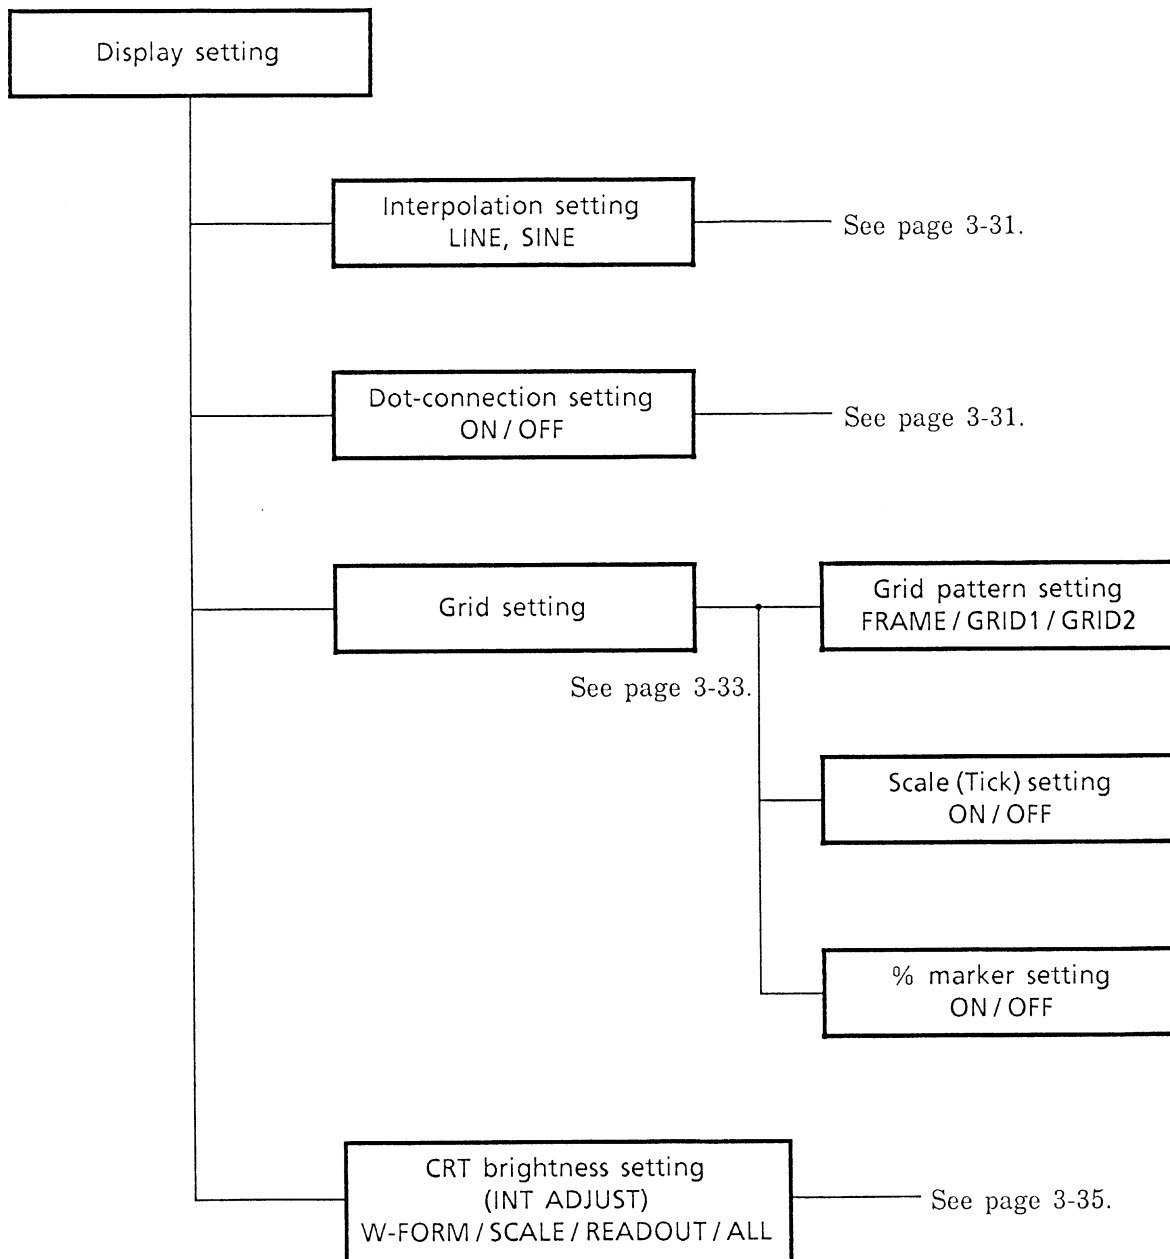 Display setting
Interpolation setting
LINE, SINE
See page 3-31.
Dot-connection setting
ON / OFF
See page 3-31.
Grid setting
See page 3-33.
Grid pattern setting
FRAME / GRID1 / GRID2
Scale (Tick) setting
ON / OFF
% marker setting
ON / OFF
CRT brightness setting
(INT ADJUST)
W-FORM / SCALE / READOUT / ALL
See page 3-35.